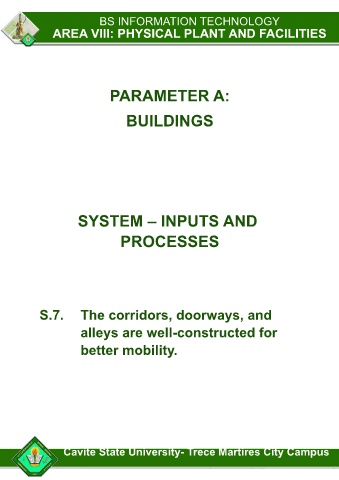 BS INFORMATION TECHNOLOGY
AREA VIII: PHYSICAL PLANT AND FACILITIES
PARAMETER A:
BUILDINGS
SYSTEM – INPUTS AND
PROCESSES
S.7. The corridors, doorways, and
alleys are well-constructed for
better mobility.
Cavite State University- Trece Martires City Campus